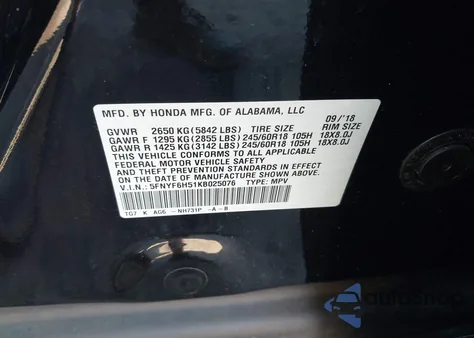 MFD. BY HONDA MFG. OF ALABAMA, LLC 09/'18
GVWR 2650 KG (5842 LBS) TIRE SIZE RIM SIZE
GAWR F 1295 KG (2855 LBS) 245/60R18 105H 18X8.0J
GAWR R 1425 KG (3142 LBS) 245/60R18 105H 18X8.0J
THIS VEHICLE CONFORMS TO ALL APPLICABLE
FEDERAL MOTOR VEHICLE SAFETY AND
THEFT PREVENTION STANDARDS IN EFFECT ON
THE DATE OF MANUFACTURE SHOWN ABOVE.
V.I.N.: 5FNYF6H51KB025076 TYPE: MPV
TG7 K AG6 -NH731P -A-B